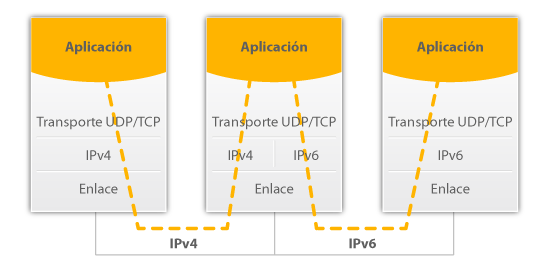 Aplicación Aplicación Aplicación
Transporte UDP/TCP Transporte UDP/TCP Transporte UDP/TCP
IPv4 IPv4 IPv6 IPv6
Enlace Enlace Enlace
IPv4 IPv6